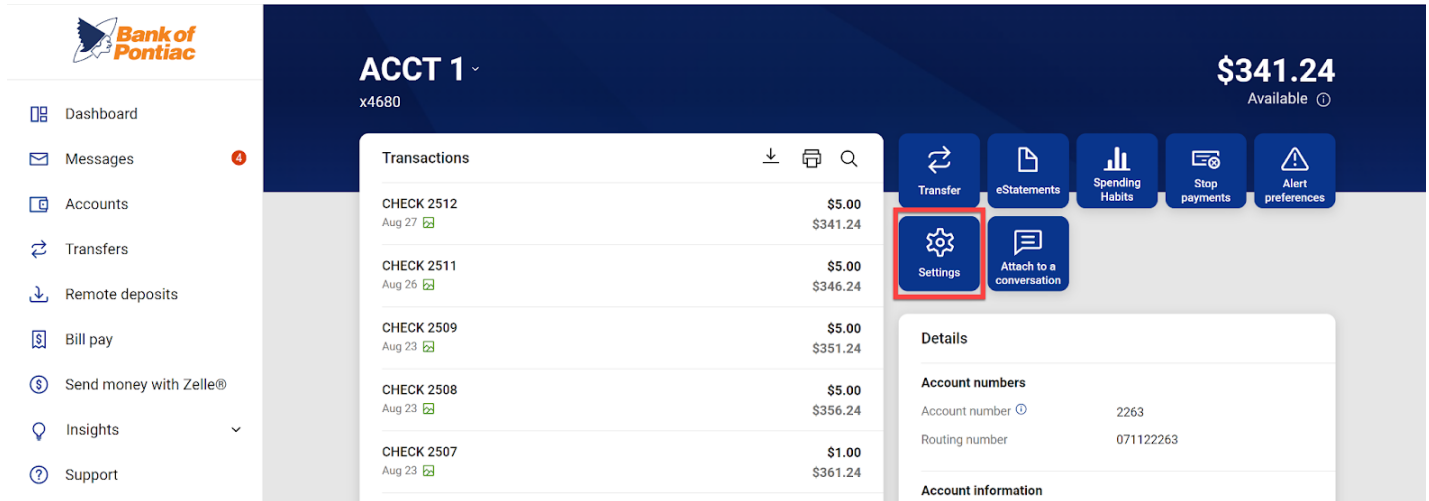 Bank of
Pontiac
Dashboard
Messages
4
Accounts
Transfers
Remote deposits
Bill pay
Send money with Zelle®
Insights
Support
ACCT 1
x4680
$341.24
Available
Transactions
CHECK 2512 $5.00
Aug 27 $341.24
CHECK 2511 $5.00
Aug 26 $346.24
CHECK 2509 $5.00
Aug 23 $351.24
CHECK 2508 $5.00
Aug 23 $356.24
CHECK 2507 $1.00
Aug 23 $361.24
Transfer
eStatements
Spending
Habits
Stop
payments
Alert
preferences
Settings
Attach to a
conversation
Details
Account numbers
Account number 2263
Routing number 071122263
Account information